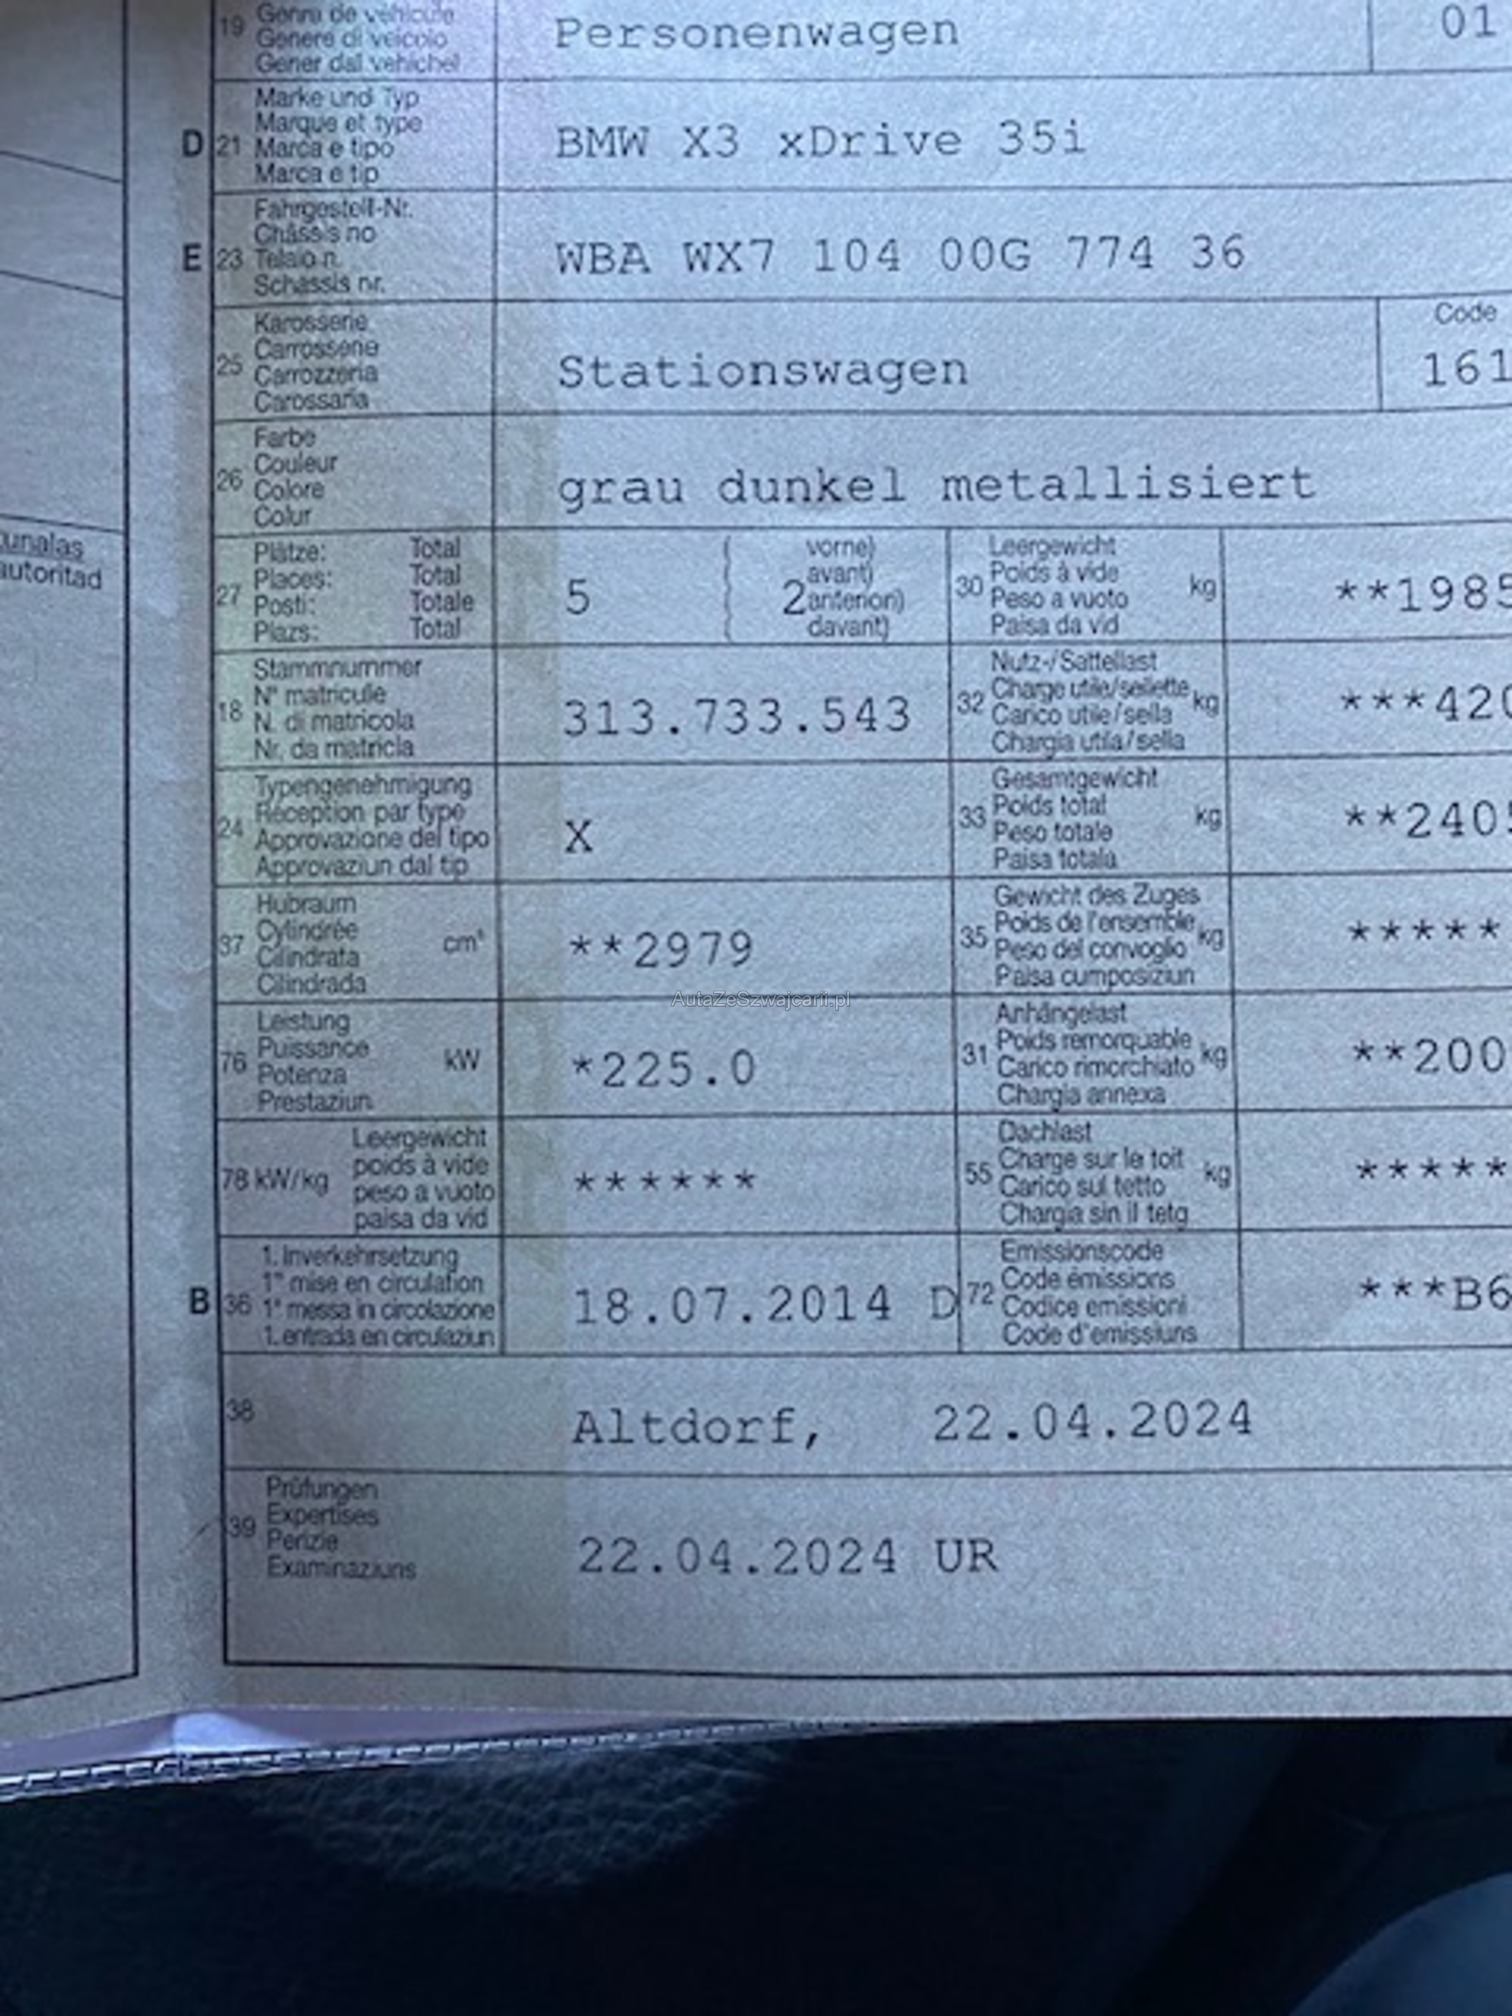 19 Genre de véhicule
Genere di veicolo
Gener dal vehichel
Personenwagen
01
D 21 Marke und Typ
Marque et type
Marca e tipo
Marca e tip
BMW X3 xDrive 35i
E 23 Fahrgestell-Nr.
Châssis no
Telaio n.
Schassis nr.
WBA WX7 104 00G 774 36
25 Karosserie
Carrosserie
Carrozzeria
Carossaria
Stationswagen
Code
161
26 Farbe
Couleur
Colore
Colur
grau dunkel metallisiert
unalas
autoritad
27 Plätze: Total
Places: Total
Posti: Totale
Plazs: Total
5
2
vorne)
avant)
anteriori)
davant)
30 Leergewicht
Poids à vide
Peso a vuoto
Paisa da vid
kg
**1985
18 Stammnummer
N° matricule
N. di matricola
Nr. da matricla
313.733.543
32 Nutz-/Sattellast
Charge utile/sellette
Carico utile/sella
Chargia utila/sella
kg
***420
24 Typengenehmigung
Réception par type
Approvazione del tipo
Approvaziun dal tip
X
33 Gesamtgewicht
Poids total
Peso totale
Paisa totala
kg
**240
37 Hubraum
Cylindrée
Cilindrata
Cilindrada
cm³
**2979
35 Gewicht des Zuges
Poids de l'ensemble
Peso del convoglio
Paisa cumposiziun
kg
*****
AutaZeSzwajcarii.pl
76 Leistung
Puissance
Potenza
Prestaziun
kW
*225.0
31 Anhängelast
Poids remorquable
Carico rimorchiato
Chargia annexa
kg
**200
78 kW/kg Leergewicht
poids à vide
peso a vuoto
paisa da vid
******
55 Dachlast
Charge sur le toit
Carico sul tetto
Chargia sin il tetg
kg
*****
B 36 1. Inverkehrsetzung
1re mise en circulation
1a messa in circolazione
1. entrada en circulaziun
18.07.2014 D
72 Emissionscode
Code émissions
Codice emissioni
Code d'emissiuns
***B6
38
Altdorf, 22.04.2024
39 Prüfungen
Expertises
Perizie
Examinaziuns
22.04.2024 UR